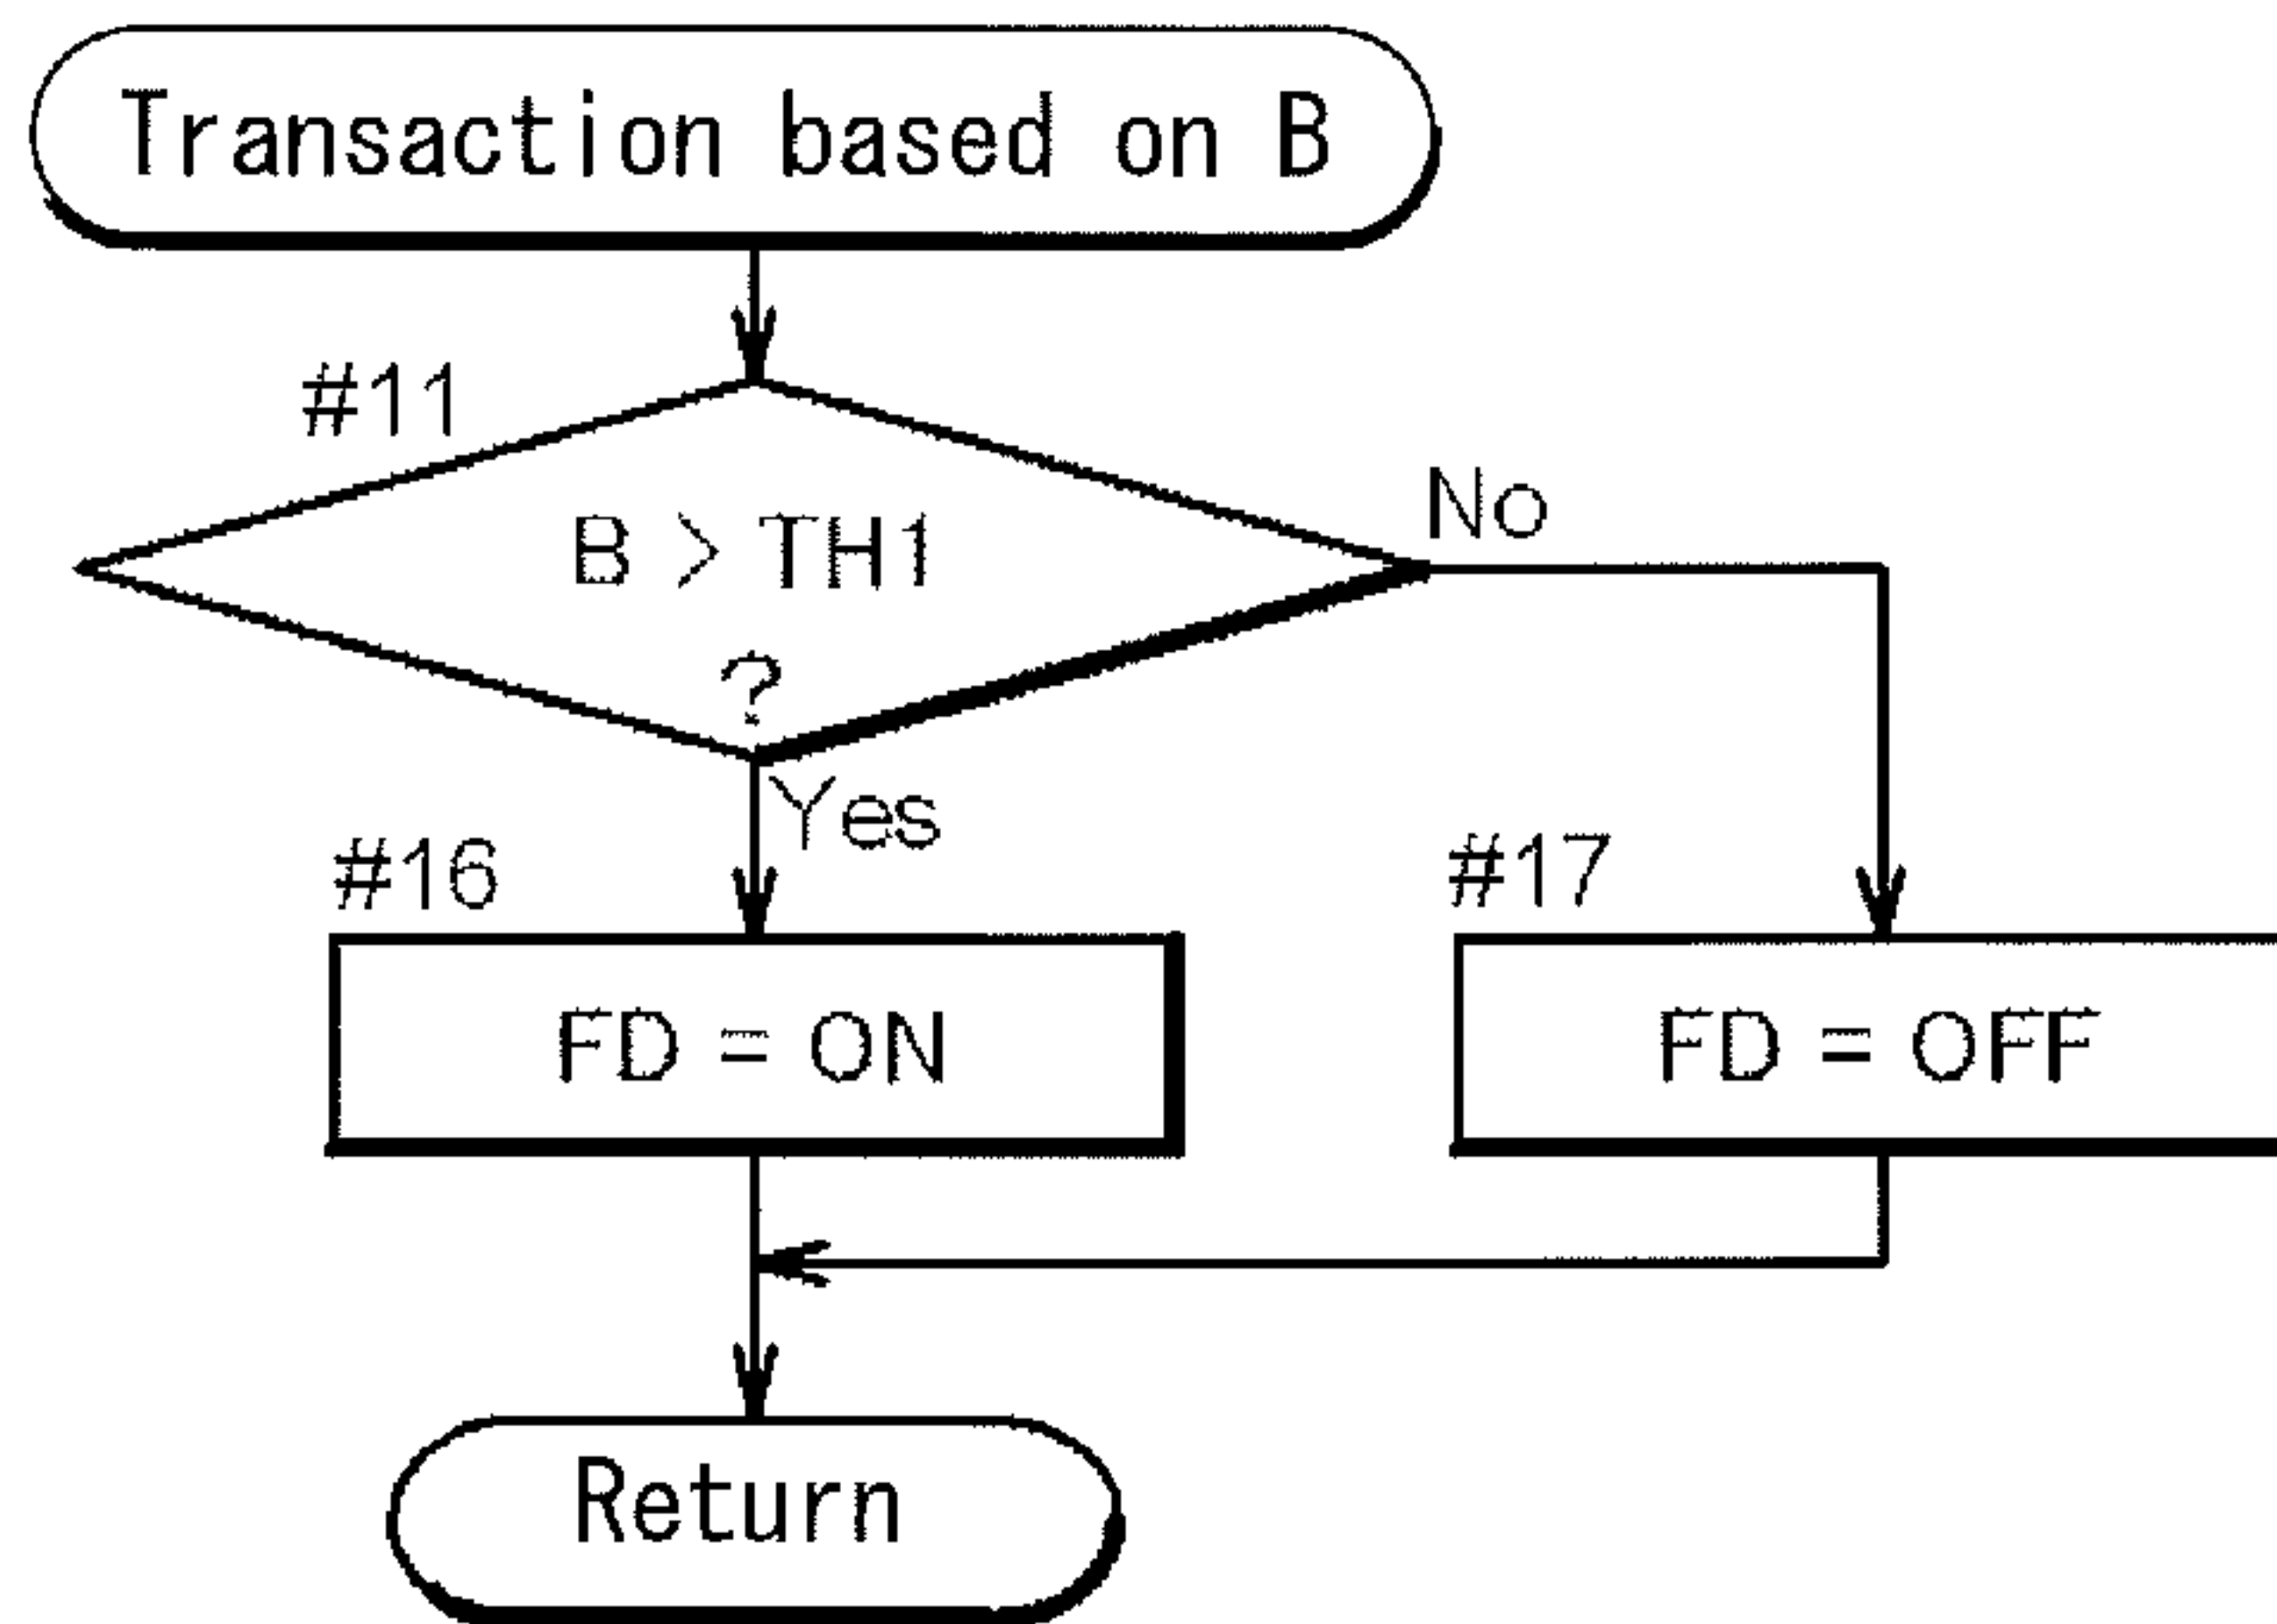 Transaction based on B
#11
B > TH1
?
No
Yes
#16
#17
FD = ON
FD = OFF
Return